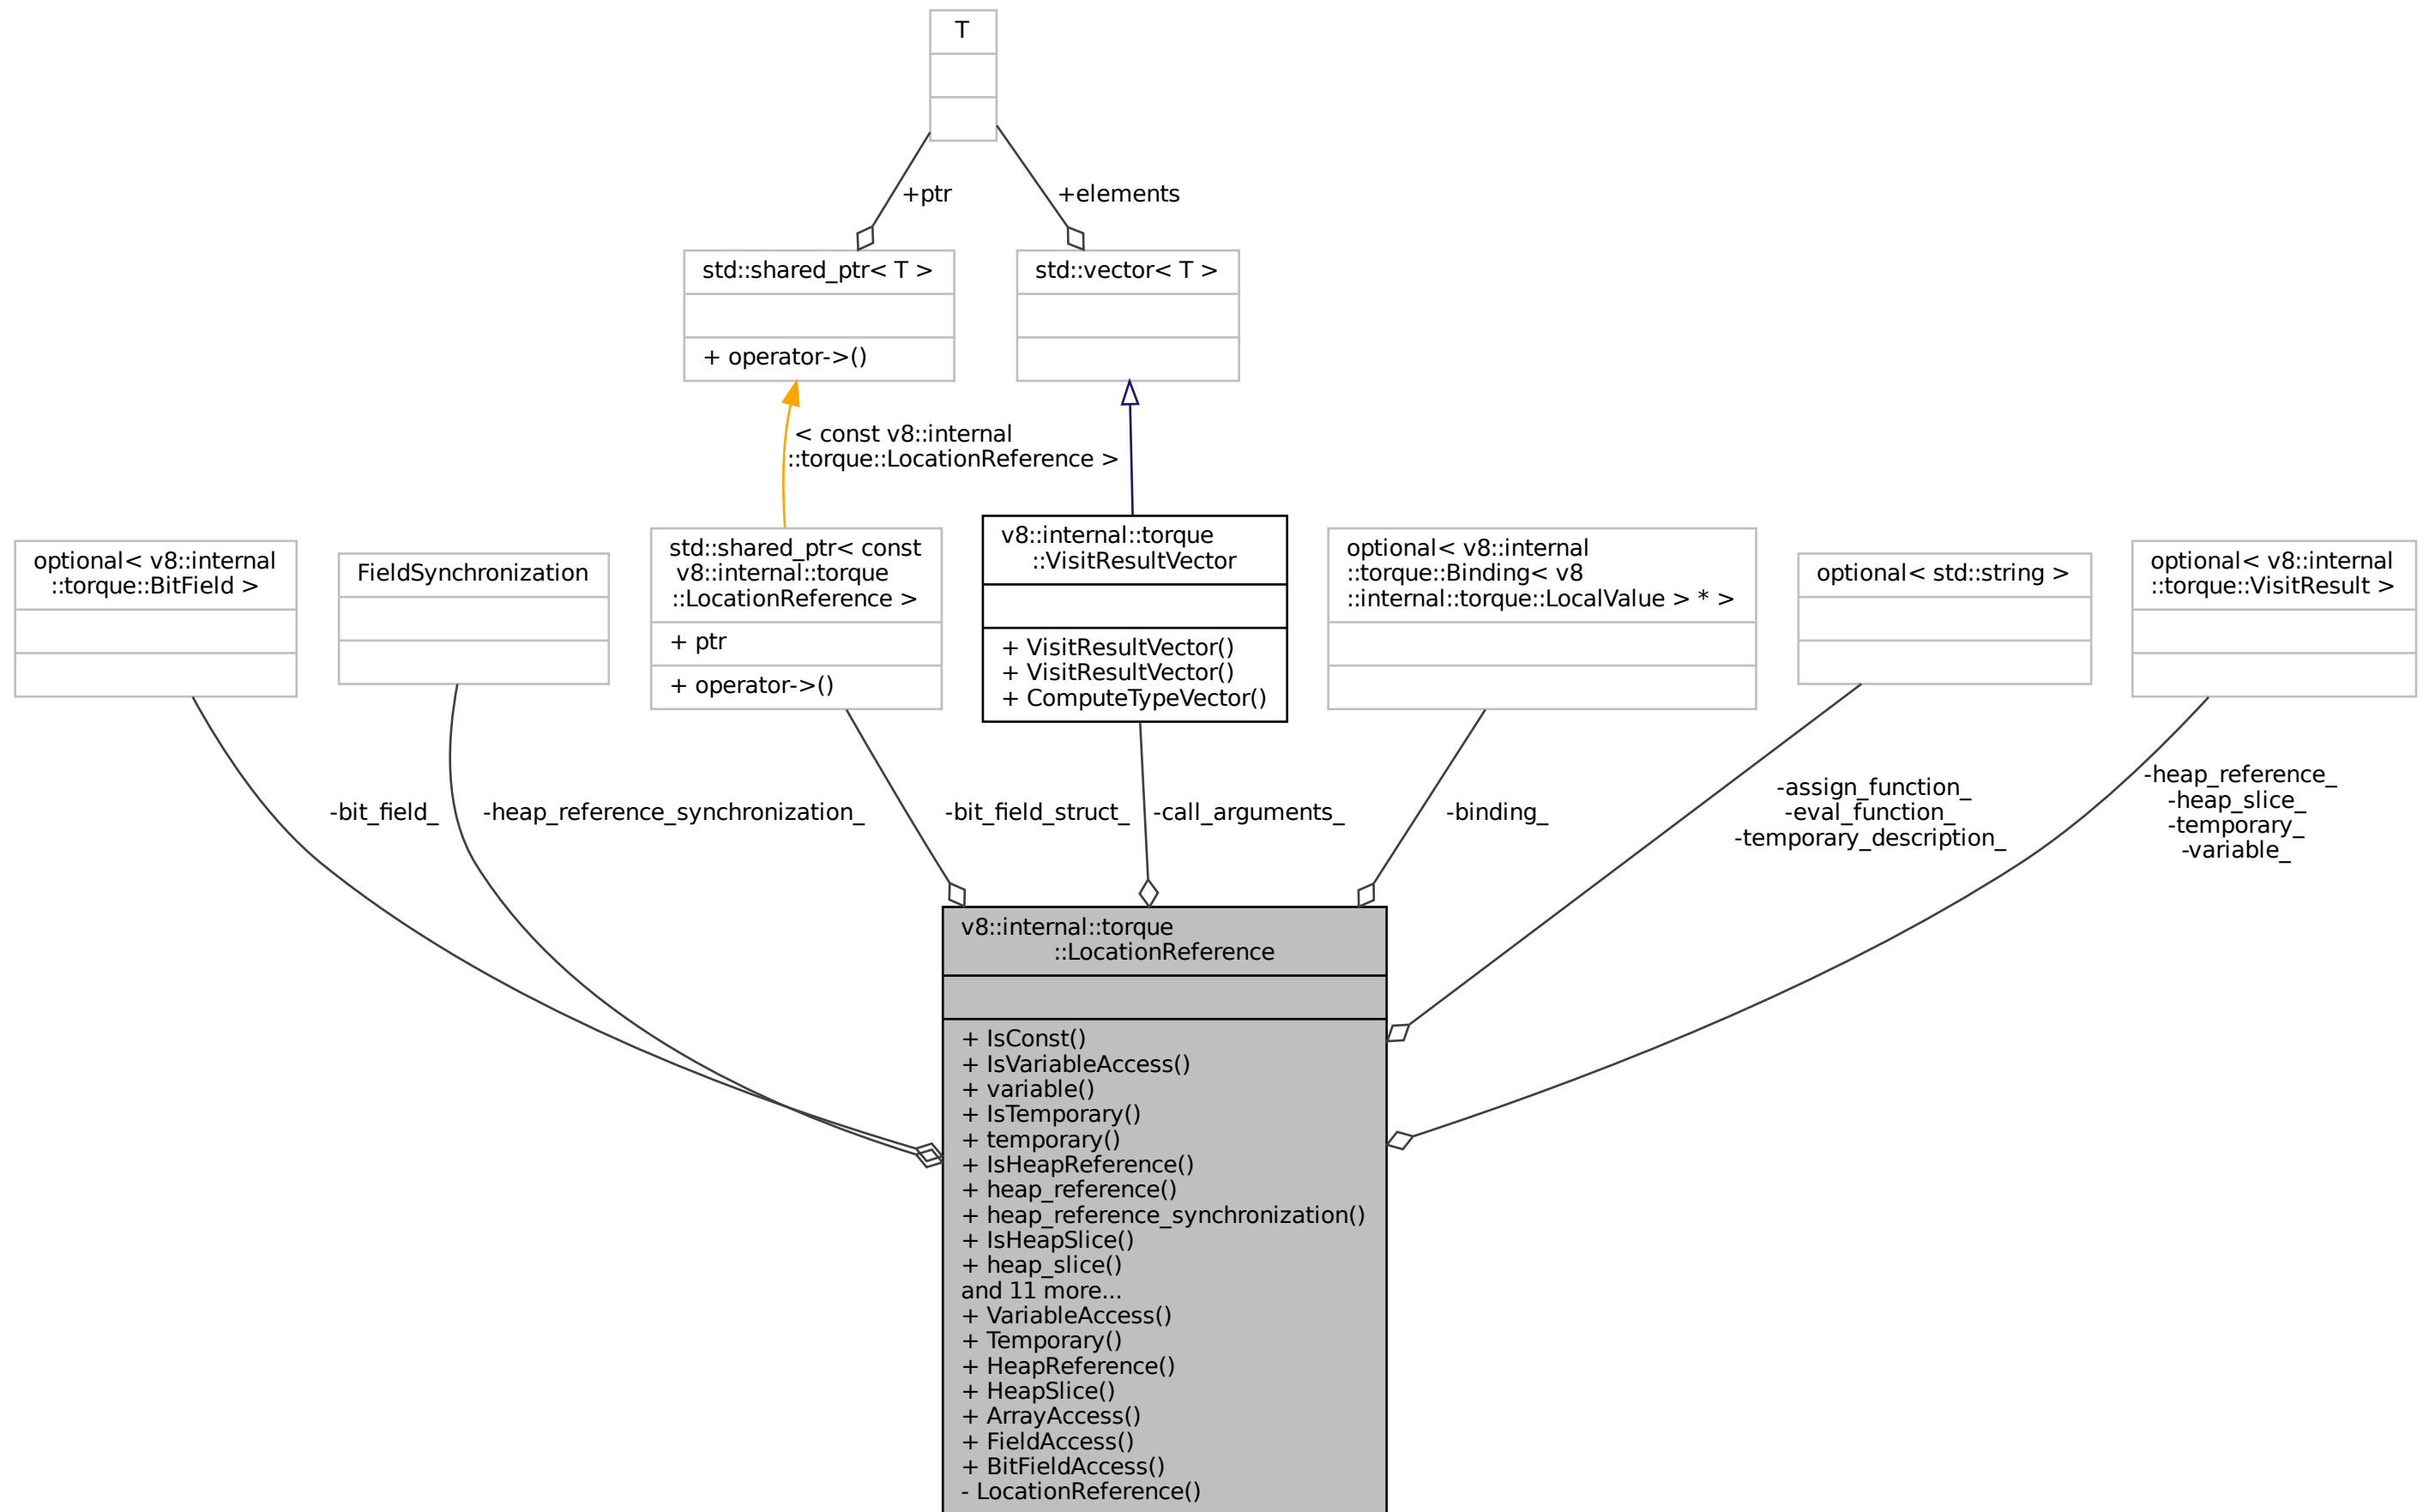 T
+ptr
+elements
std::shared_ptr< T >
+ operator->()
std::vector< T >
< const v8::internal
::torque::LocationReference >
optional< v8::internal
::torque::BitField >
FieldSynchronization
std::shared_ptr< const
v8::internal::torque
::LocationReference >
+ ptr
+ operator->()
v8::internal::torque
::VisitResultVector
+ VisitResultVector()
+ VisitResultVector()
+ ComputeTypeVector()
optional< v8::internal
::torque::Binding< v8
::internal::torque::LocalValue > * >
optional< std::string >
optional< v8::internal
::torque::VisitResult >
-bit_field_
-heap_reference_synchronization_
-bit_field_struct_
-call_arguments_
-binding_
-assign_function_
-eval_function_
-temporary_description_
-heap_reference_
-heap_slice_
-temporary_
-variable_
v8::internal::torque
::LocationReference
+ IsConst()
+ IsVariableAccess()
+ variable()
+ IsTemporary()
+ temporary()
+ IsHeapReference()
+ heap_reference()
+ heap_reference_synchronization()
+ IsHeapSlice()
+ heap_slice()
and 11 more...
+ VariableAccess()
+ Temporary()
+ HeapReference()
+ HeapSlice()
+ ArrayAccess()
+ FieldAccess()
+ BitFieldAccess()
- LocationReference()